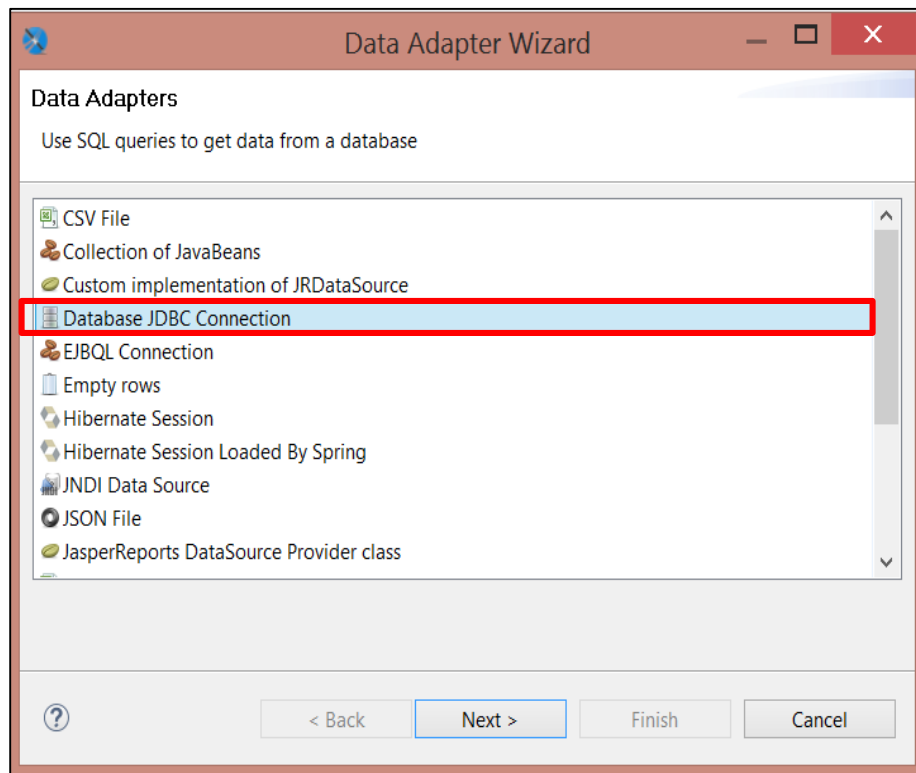 Data Adapter Wizard
Data Adapters
Use SQL queries to get data from a database
CSV File
Collection of JavaBeans
Custom implementation of JRDataSource
Database JDBC Connection
EJBQL Connection
Empty rows
Hibernate Session
Hibernate Session Loaded By Spring
JNDI Data Source
JSON File
JasperReports DataSource Provider class
< Back Next > Finish Cancel